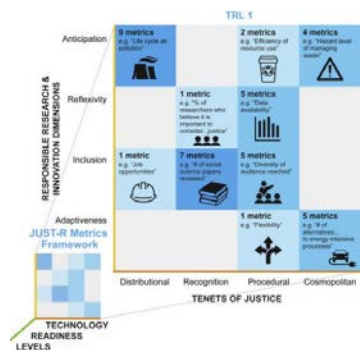 TRL 1
Anticipation
9 metrics
e.g. "Life cycle air
pollution"
2 metrics
e.g. "Efficiency of
resource use"
4 metrics
e.g. "Hazard level
of managing
waste"
RESPONSIBLE RESEARCH &
INNOVATION DIMENSIONS
Reflexivity
1 metric
e.g. "% of
researchers who
believe it is
important to
consider...justice"
5 metrics
e.g. "Data
availability"
Inclusion
1 metric
e.g. "Job
opportunities"
7 metrics
e.g. "# of social
science papers
reviewed"
5 metrics
e.g. "Diversity of
audience reached"
Adaptiveness
1 metric
e.g. "Flexibility"
5 metrics
e.g. "# of
alternatives...
to energy-intensive
processes"
JUST-R Metrics
Framework
Distributional
Recognition
Procedural
Cosmopolitan
TENETS OF JUSTICE
TECHNOLOGY
READINESS
LEVELS